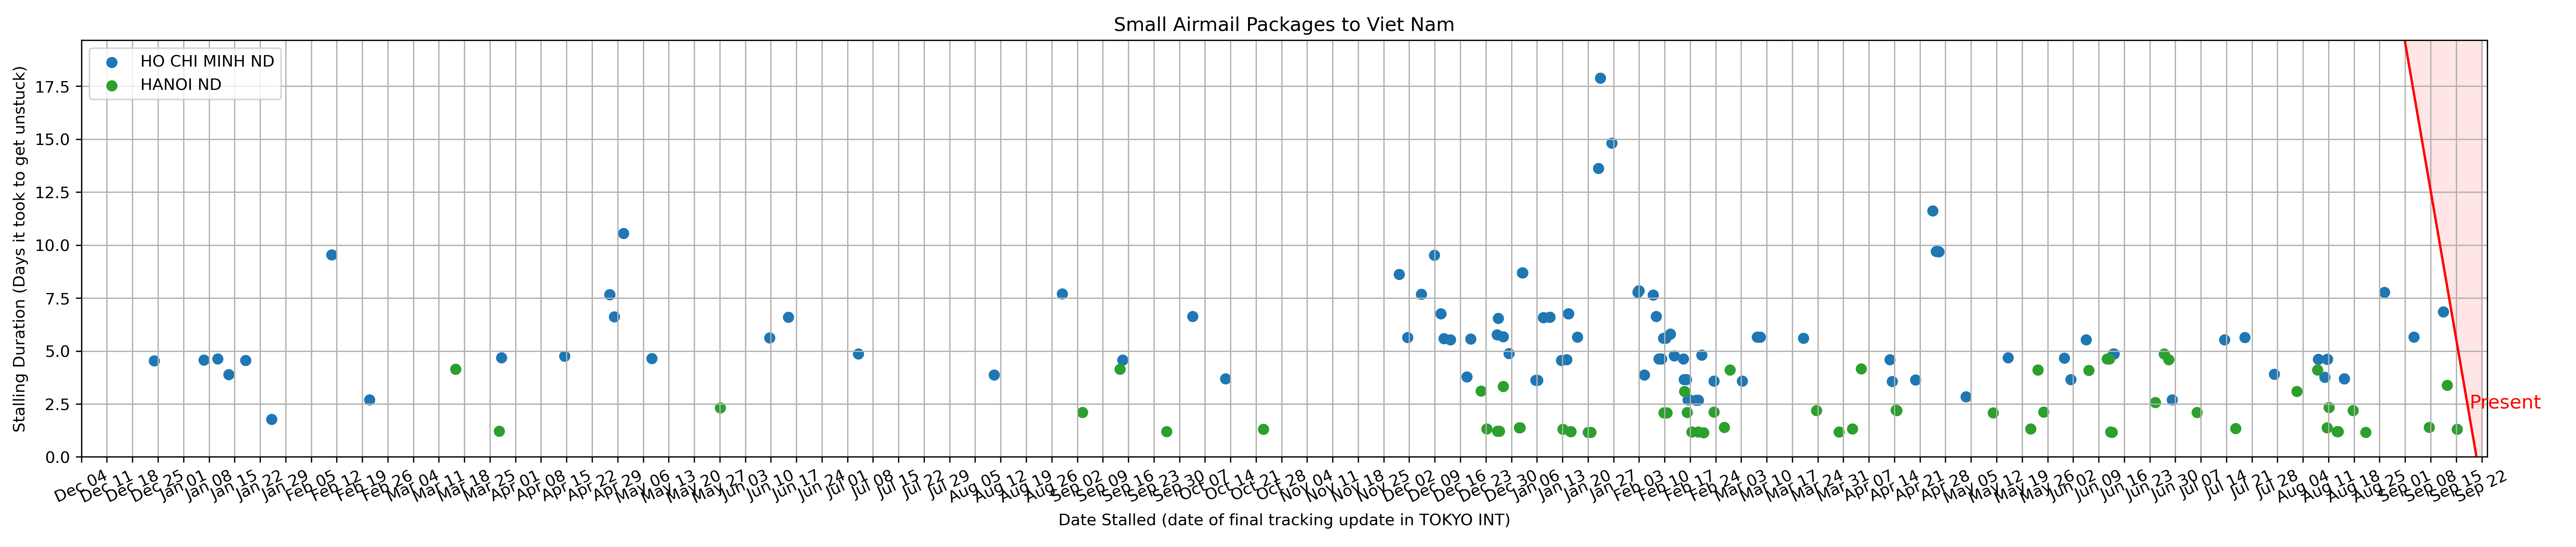 Small Airmail Packages to Viet Nam
HO CHI MINH ND
HANOI ND
Stalling Duration (Days it took to get unstuck)
17.5
15.0
12.5
10.0
7.5
5.0
2.5
0.0
Present
Dec 04 Dec 11 Dec 18 Dec 25 Jan 01 Jan 08 Jan 15 Jan 22 Jan 29 Feb 05 Feb 12 Feb 19 Feb 26 Mar 04 Mar 11 Mar 18 Mar 25 Apr 01 Apr 08 Apr 15 Apr 22 Apr 29 May 06 May 13 May 20 May 27 Jun 03 Jun 10 Jun 17 Jun 24 Jul 01 Jul 08 Jul 15 Jul 22 Jul 29 Aug 05 Aug 12 Aug 19 Aug 26 Sep 02 Sep 09 Sep 16 Sep 23 Sep 30 Oct 07 Oct 14 Oct 21 Oct 28 Nov 04 Nov 11 Nov 18 Nov 25 Dec 02 Dec 09 Dec 16 Dec 23 Dec 30 Jan 06 Jan 13 Jan 20 Jan 27 Feb 03 Feb 10 Feb 17 Feb 24 Mar 03 Mar 10 Mar 17 Mar 24 Mar 31 Apr 07 Apr 14 Apr 21 Apr 28 May 05 May 12 May 19 May 26 Jun 02 Jun 09 Jun 16 Jun 23 Jun 30 Jul 07 Jul 14 Jul 21 Jul 28 Aug 04 Aug 11 Aug 18 Aug 25 Sep 01 Sep 08 Sep 15 Sep 22
Date Stalled (date of final tracking update in TOKYO INT)